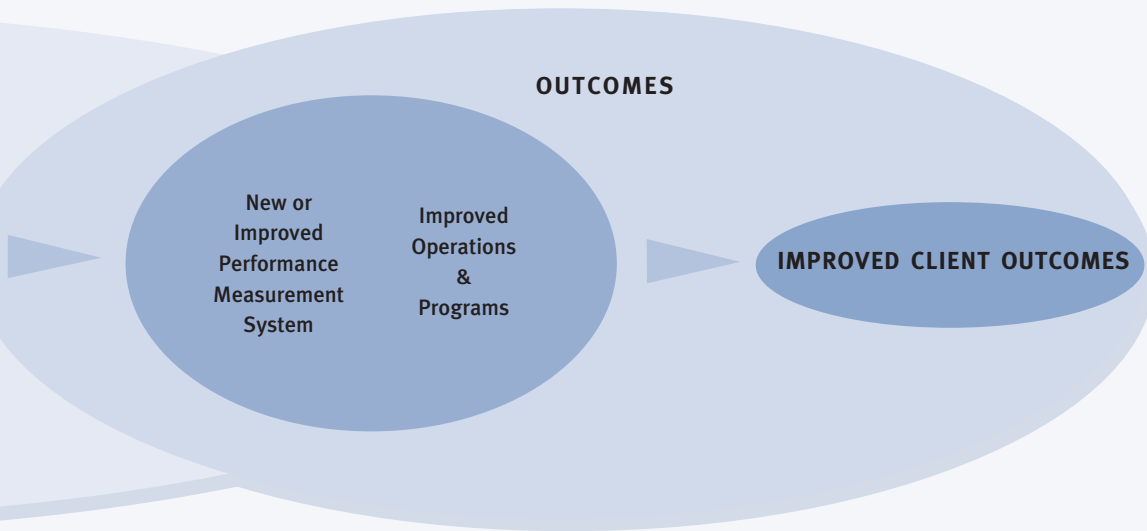 OUTCOMES
New or
Improved
Performance
Measurement
System
Improved
Operations
&
Programs
IMPROVED CLIENT OUTCOMES